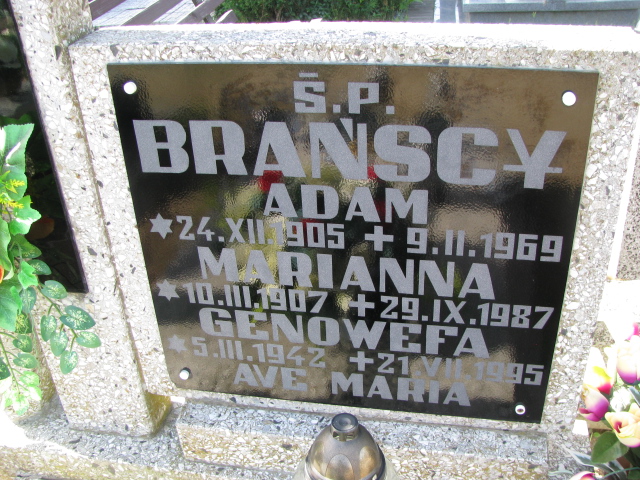 Ś.P.
BRAŃSCY
ADAM
✶ 24.XII.1905 + 9.II.1969
MARIANNA
✶ 10.III.1907 + 29.IX.1987
GENOWEFA
✶ 5.III.1942 + 21.VII.1995
AVE MARIA